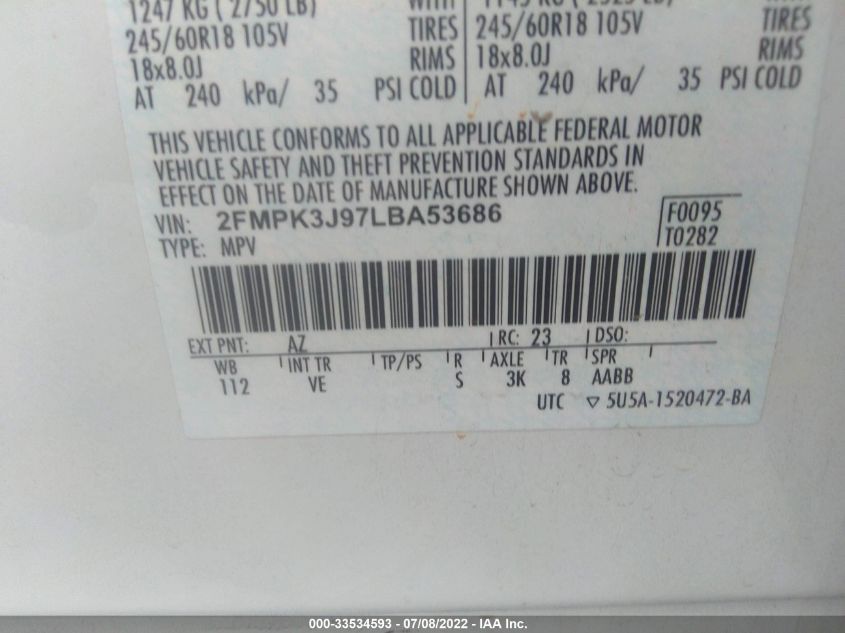 1247 KG ( 2750 LB) WITH
245/60R18 105V TIRES 245/60R18 105V TIRES
18x8.0J RIMS 18x8.0J RIMS
AT 240 kPa/ 35 PSI COLD AT 240 kPa/ 35 PSI COLD
THIS VEHICLE CONFORMS TO ALL APPLICABLE FEDERAL MOTOR
VEHICLE SAFETY AND THEFT PREVENTION STANDARDS IN
EFFECT ON THE DATE OF MANUFACTURE SHOWN ABOVE.
VIN: 2FMPK3J97LBA53686 F0095
TYPE: MPV T0282
EXT PNT: AZ RC: 23 DSO:
WB INT TR TP/PS R AXLE TR SPR
112 VE S 3K 8 AABB
UTC ▽ 5U5A-1520472-BA
000-33534593 - 07/08/2022 - IAA Inc.